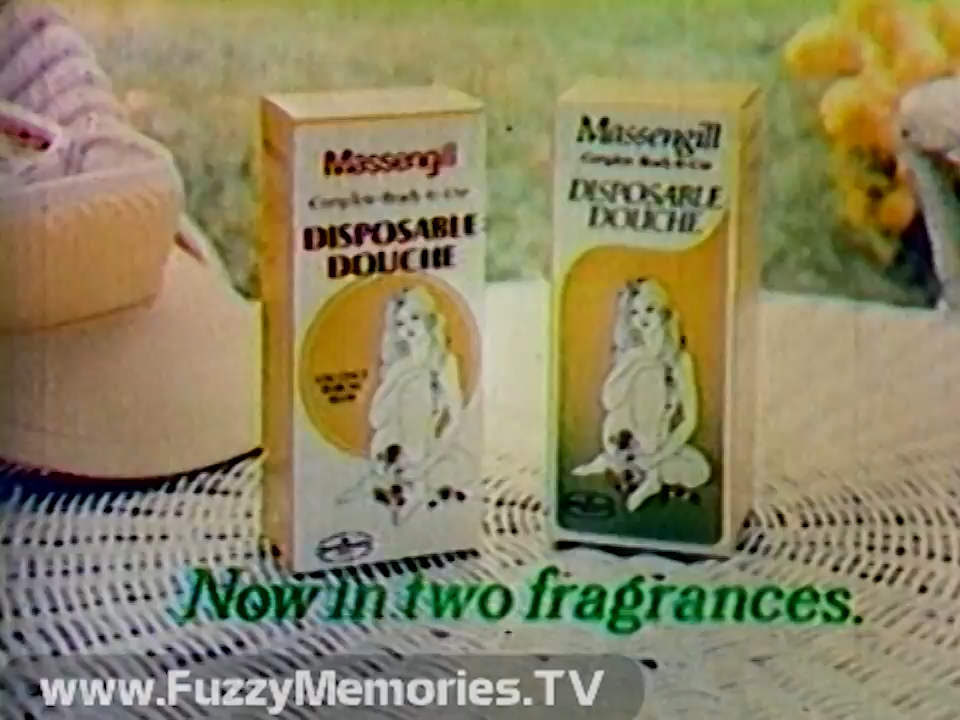 Massengill
DISPOSABLE
DOUCHE
Massengill
DISPOSABLE
DOUCHE
Now in two fragrances.
www.FuzzyMemories.TV